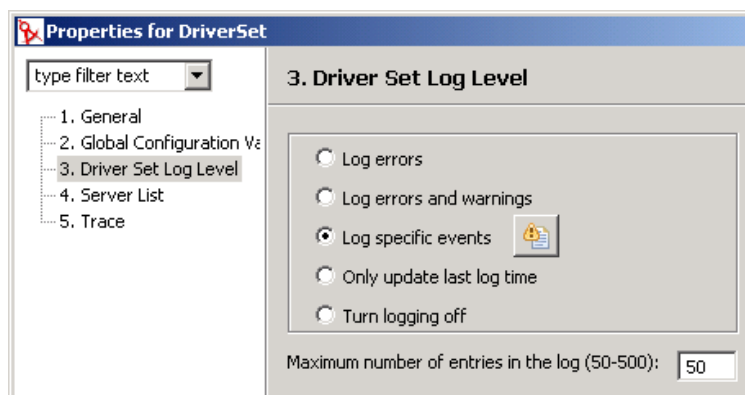 Properties for DriverSet
type filter text
1. General
2. Global Configuration Va
3. Driver Set Log Level
4. Server List
5. Trace
3. Driver Set Log Level
Log errors
Log errors and warnings
Log specific events
Only update last log time
Turn logging off
Maximum number of entries in the log (50-500): 50